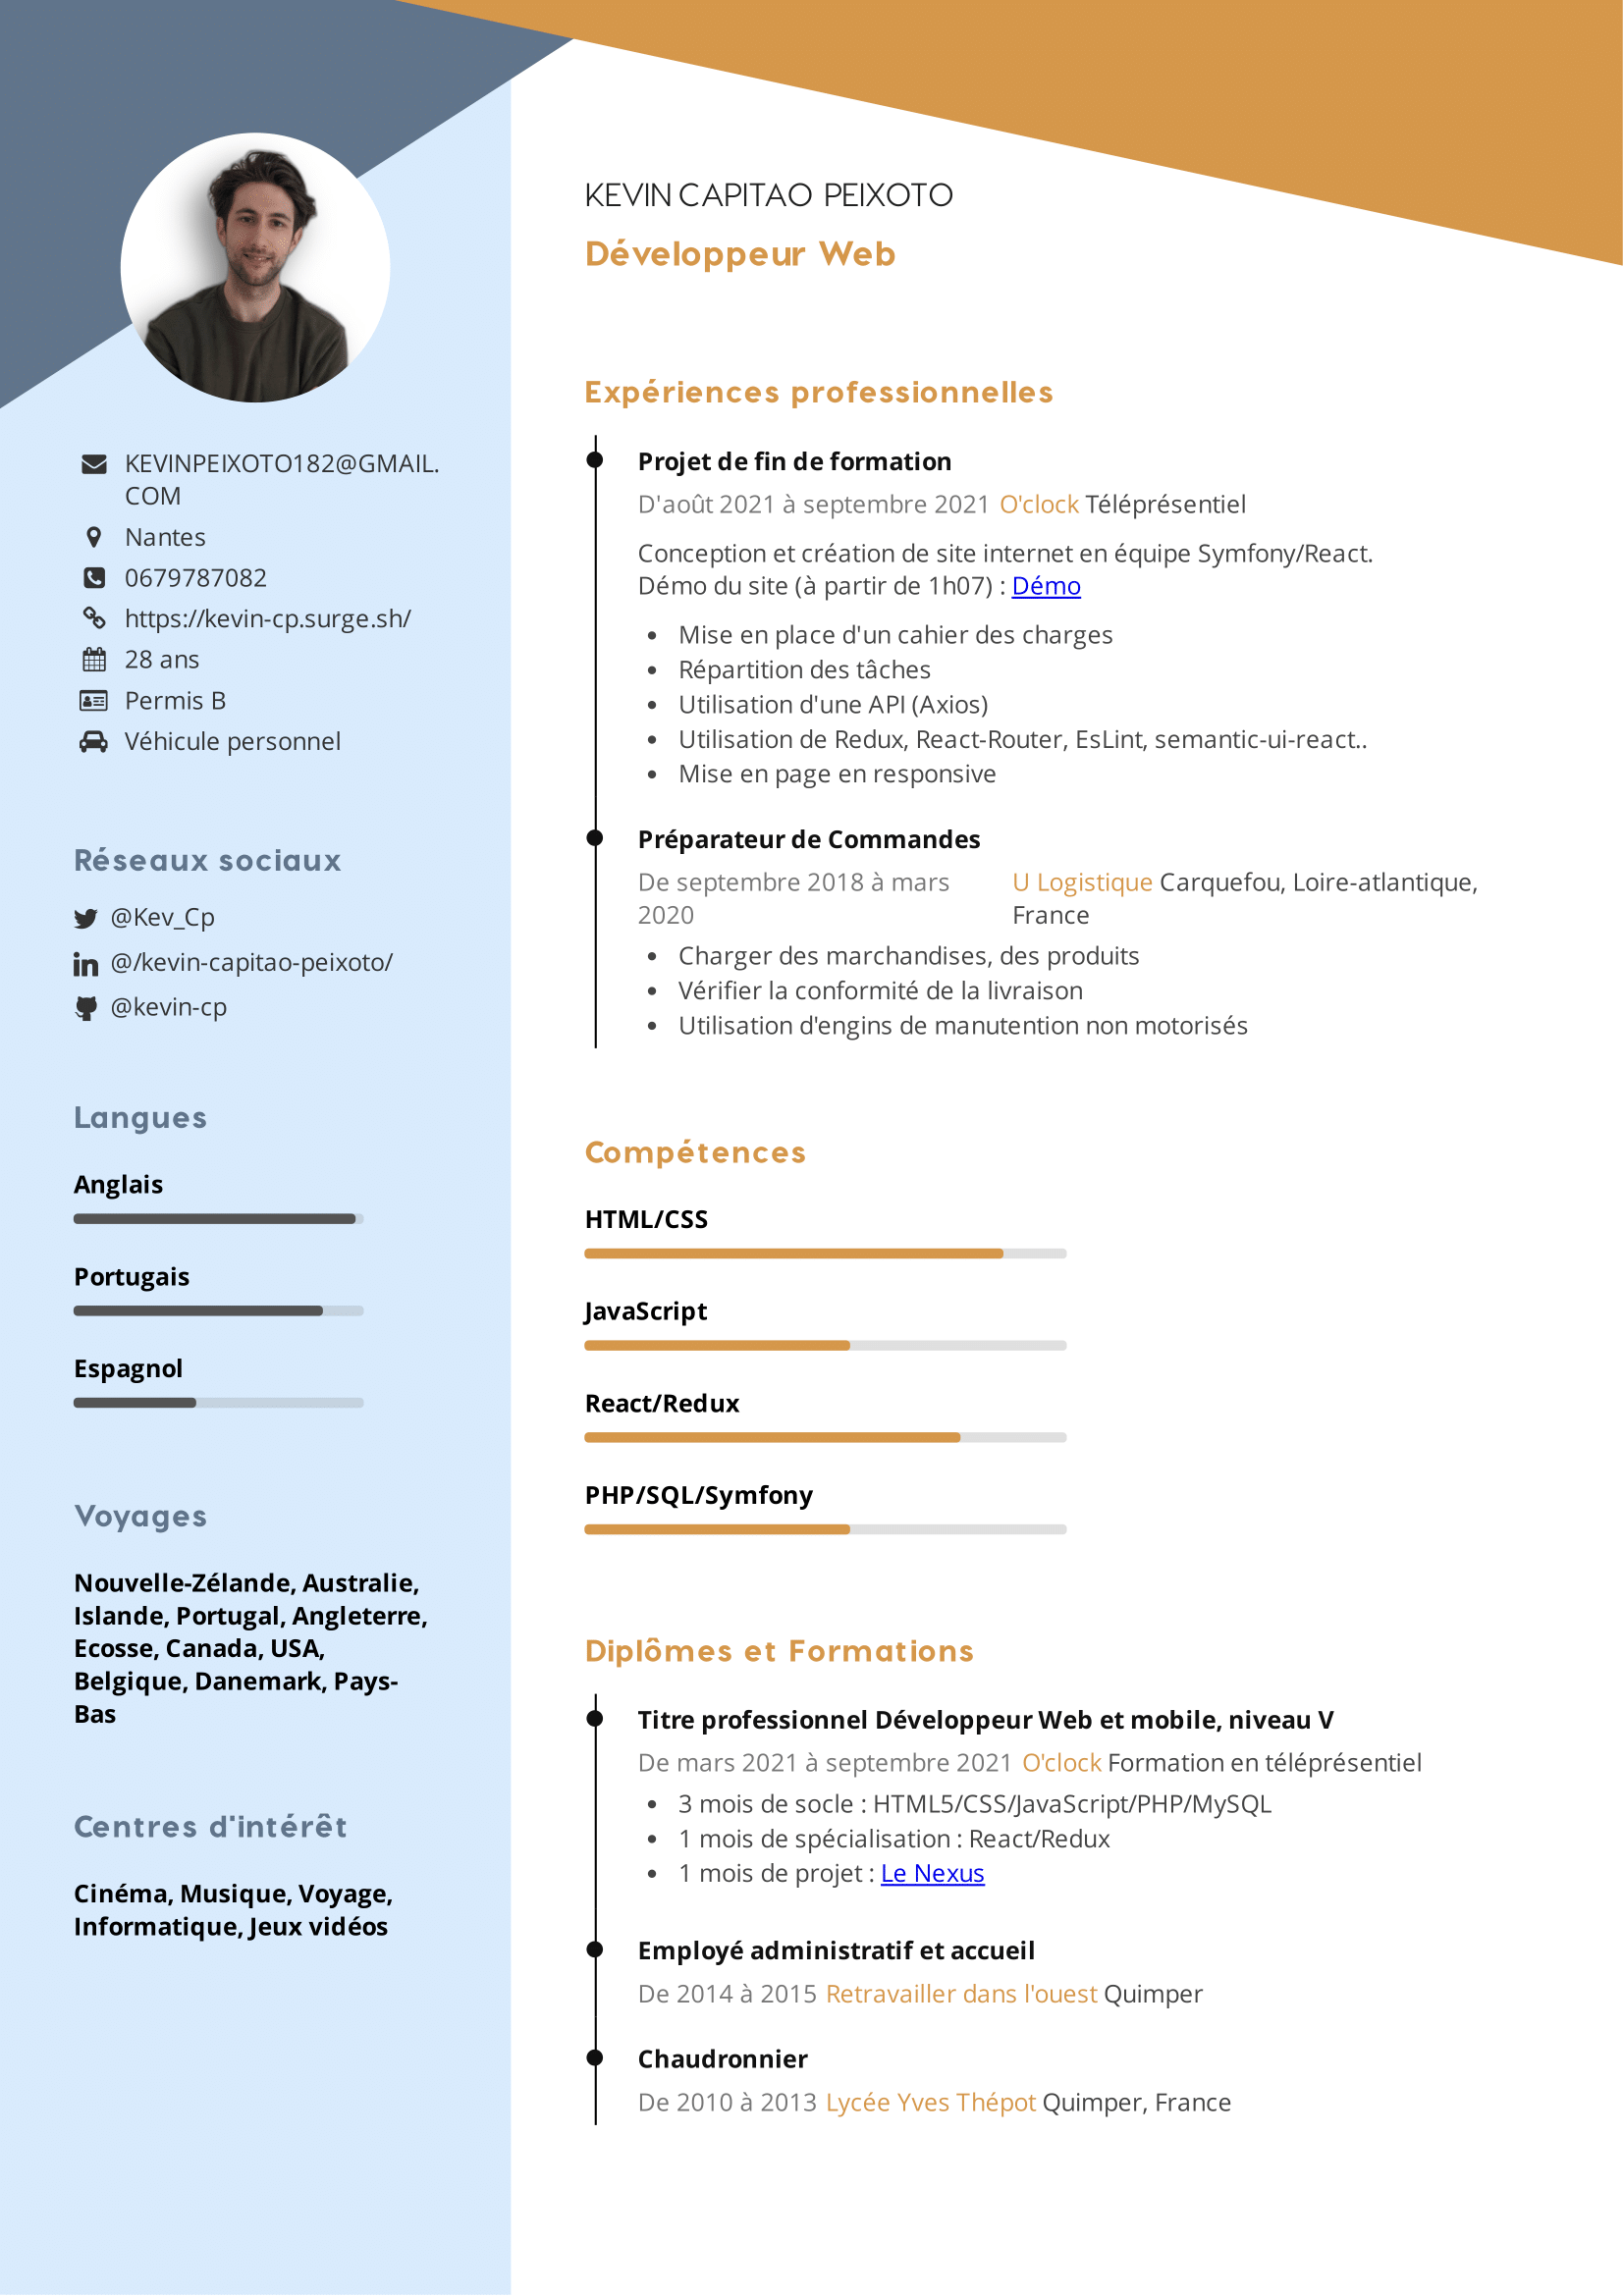 KEVINPEIXOTO182@GMAIL.
COM
Nantes
0679787082
https://kevin-cp.surge.sh/
28 ans
Permis B
Véhicule personnel
Réseaux sociaux
@Kev_Cp
@/kevin-capitao-peixoto/
@kevin-cp
Langues
Anglais
Portugais
Espagnol
Voyages
Nouvelle-Zélande, Australie,
Islande, Portugal, Angleterre,
Ecosse, Canada, USA,
Belgique, Danemark, Pays-
Bas
Centres d'intérêt
Cinéma, Musique, Voyage,
Informatique, Jeux vidéos
KEVIN CAPITAO PEIXOTO
Développeur Web
Expériences professionnelles
Projet de fin de formation
D'août 2021 à septembre 2021 O'clock Téléprésentiel
Conception et création de site internet en équipe Symfony/React.
Démo du site (à partir de 1h07) : Démo
• Mise en place d'un cahier des charges
• Répartition des tâches
• Utilisation d'une API (Axios)
• Utilisation de Redux, React-Router, EsLint, semantic-ui-react..
• Mise en page en responsive
Préparateur de Commandes
De septembre 2018 à mars
2020
U Logistique Carquefou, Loire-atlantique,
France
• Charger des marchandises, des produits
• Vérifier la conformité de la livraison
• Utilisation d'engins de manutention non motorisés
Compétences
HTML/CSS
JavaScript
React/Redux
PHP/SQL/Symfony
Diplômes et Formations
Titre professionnel Développeur Web et mobile, niveau V
De mars 2021 à septembre 2021 O'clock Formation en téléprésentiel
• 3 mois de socle : HTML5/CSS/JavaScript/PHP/MySQL
• 1 mois de spécialisation : React/Redux
• 1 mois de projet : Le Nexus
Employé administratif et accueil
De 2014 à 2015 Retravailler dans l'ouest Quimper
Chaudronnier
De 2010 à 2013 Lycée Yves Thépot Quimper, France